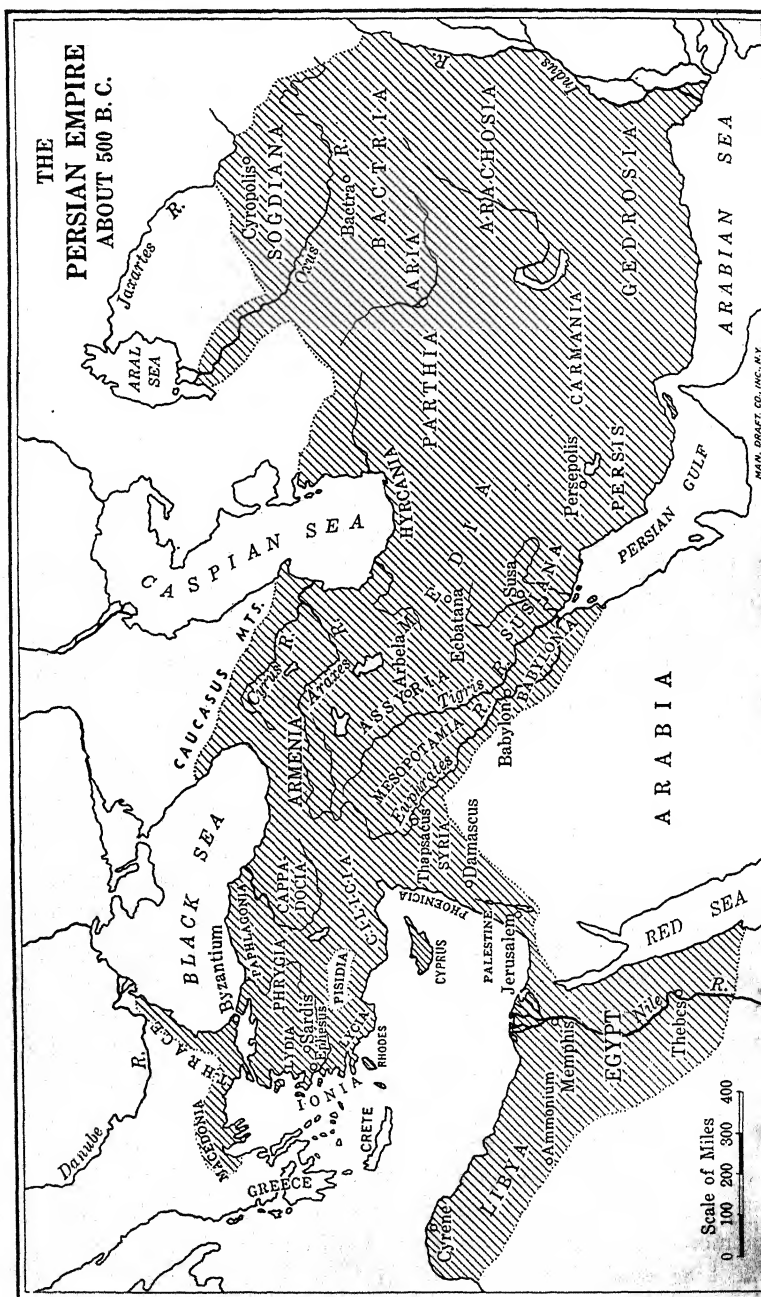 THE
PERSIAN EMPIRE
ABOUT 500 B.C.
Danube R.
BLACK SEA
CAUCASUS MTS.
CASPIAN SEA
ARAL
SEA
Jaxartes R.
Cyropolis
SOGDIANA
Oxus R.
Bactra
BACTRIA
ARIA
ARACHOSIA
Indus R.
GEDROSIA
PARTHIA
HYRCANIA
CARMANIA
Persepolis
PERSIS
MEDIA
Ecbatana
Susa
SUSIANA
Cyrus R.
Araxes R.
ARMENIA
Arbela
ASSYRIA
Tigris R.
MESOPOTAMIA
Euphrates R.
Babylon
BABYLONIA
Thapsacus
SYRIA
Damascus
PHOENICIA
PALESTINE
Jerusalem
CYPRUS
CILICIA
CAPPA-
DOCIA
PAPHLAGONIA
PHRYGIA
PISIDIA
LYDIA
Sardis
Ephesus
LYCIA
Byzantium
THRACE
MACEDONIA
GREECE
IONIA
RHODES
CRETE
Cyrene
LIBYA
Ammonium
Memphis
EGYPT
Nile R.
Thebes
RED SEA
ARABIA
PERSIAN GULF
ARABIAN SEA
Scale of Miles
0 100 200 300 400
MAN. DRAFT. CO., INC., N.Y.